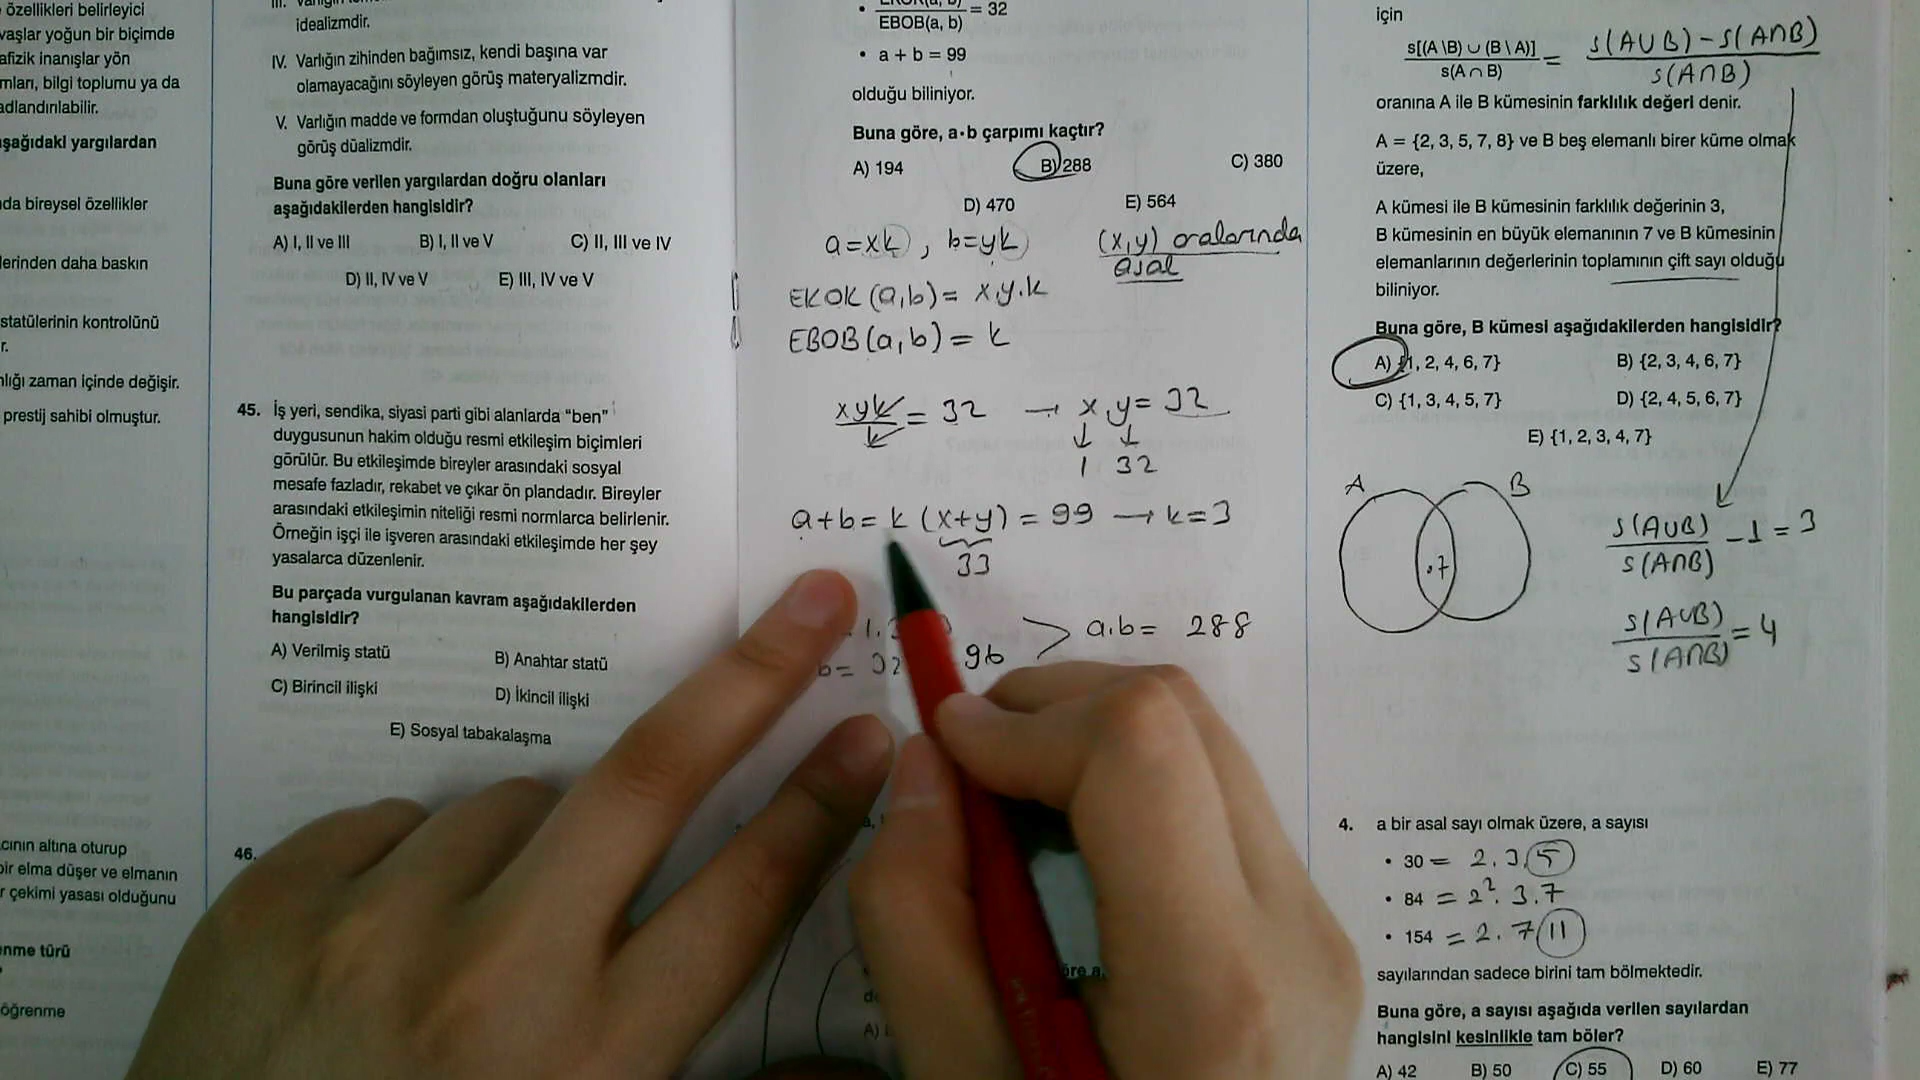 özellikleri belirleyici
vaşlar yoğun bir biçimde
afizik inanışlar yön
mları, bilgi toplumu ya da
adlandırılabilir.
şağıdaki yargılardan
da bireysel özellikler
lerinden daha baskın
statülerinin kontrolünü
r.
nlığı zaman içinde değişir.
prestij sahibi olmuştur.
cının altına oturup
bir elma düşer ve elmanın
r çekimi yasası olduğunu
nme türü
öğrenme
idealizmdir.
IV. Varlığın zihinden bağımsız, kendi başına var
olamayacağını söyleyen görüş materyalizmdir.
V. Varlığın madde ve formdan oluştuğunu söyleyen
görüş düalizmdir.
Buna göre verilen yargılardan doğru olanları
aşağıdakilerden hangisidir?
A) I, II ve III B) I, II ve V C) II, III ve IV
D) II, IV ve V E) III, IV ve V
45. İş yeri, sendika, siyasi parti gibi alanlarda “ben”
duygusunun hakim olduğu resmi etkileşim biçimleri
görülür. Bu etkileşimde bireyler arasındaki sosyal
mesafe fazladır, rekabet ve çıkar ön plandadır. Bireyler
arasındaki etkileşimin niteliği resmi normlarca belirlenir.
Örneğin işçi ile işveren arasındaki etkileşimde her şey
yasalarca düzenlenir.
Bu parçada vurgulanan kavram aşağıdakilerden
hangisidir?
A) Verilmiş statü B) Anahtar statü
C) Birincil ilişki D) İkincil ilişki
E) Sosyal tabakalaşma
46.
• EKOK(a, b)
EBOB(a, b) = 32
• a + b = 99
olduğu biliniyor.
Buna göre, a·b çarpımı kaçtır?
A) 194 B) 288 C) 380
D) 470 E) 564
a=xk, b=yk (x,y) aralarında
asal
EKOK(a,b)= x.y.k
EBOB(a,b)= k
xyk/k = 32 → x.y= 32
↓ ↓
1 32
a+b= k (x+y) = 99 → k=3
33
b= 32 96 > a.b= 288
için
s[(A\B) ∪ (B\A)]/s(A ∩ B) = s(A∪B)-s(A∩B)/s(A∩B)
oranına A ile B kümesinin farklılık değeri denir.
A = {2, 3, 5, 7, 8} ve B beş elemanlı birer küme olmak
üzere,
A kümesi ile B kümesinin farklılık değerinin 3,
B kümesinin en büyük elemanının 7 ve B kümesinin
elemanlarının değerlerinin toplamının çift sayı olduğu
biliniyor.
Buna göre, B kümesi aşağıdakilerden hangisidir?
A) {1, 2, 4, 6, 7} B) {2, 3, 4, 6, 7}
C) {1, 3, 4, 5, 7} D) {2, 4, 5, 6, 7}
E) {1, 2, 3, 4, 7}
A B
.7
s(A∪B)/s(A∩B) -1 = 3
s(A∪B)/s(A∩B) = 4
4. a bir asal sayı olmak üzere, a sayısı
• 30 = 2.3.5
• 84 = 2².3.7
• 154 = 2.7.11
sayılarından sadece birini tam bölmektedir.
Buna göre, a sayısı aşağıda verilen sayılardan
hangisini kesinlikle tam böler?
A) 42 B) 50 C) 55 D) 60 E) 77